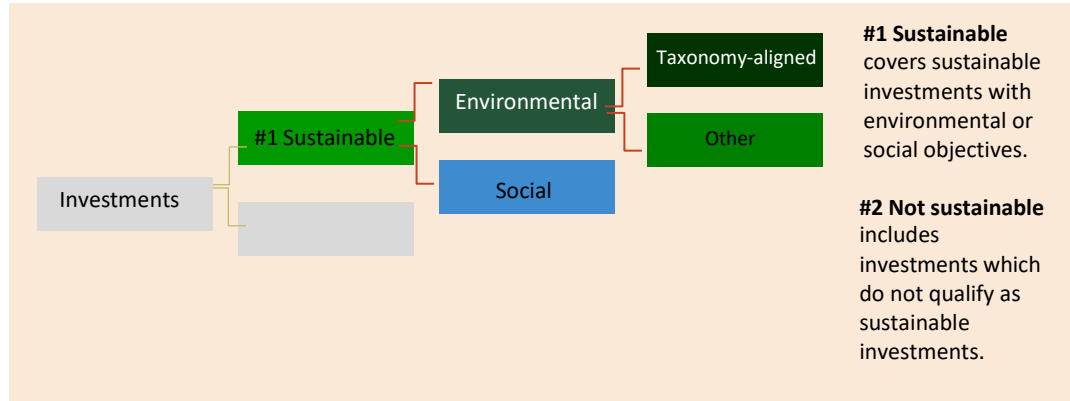 Investments
#1 Sustainable
Environmental
Social
Taxonomy-aligned
Other
#1 Sustainable
covers sustainable
investments with
environmental or
social objectives.
#2 Not sustainable
includes
investments which
do not qualify as
sustainable
investments.